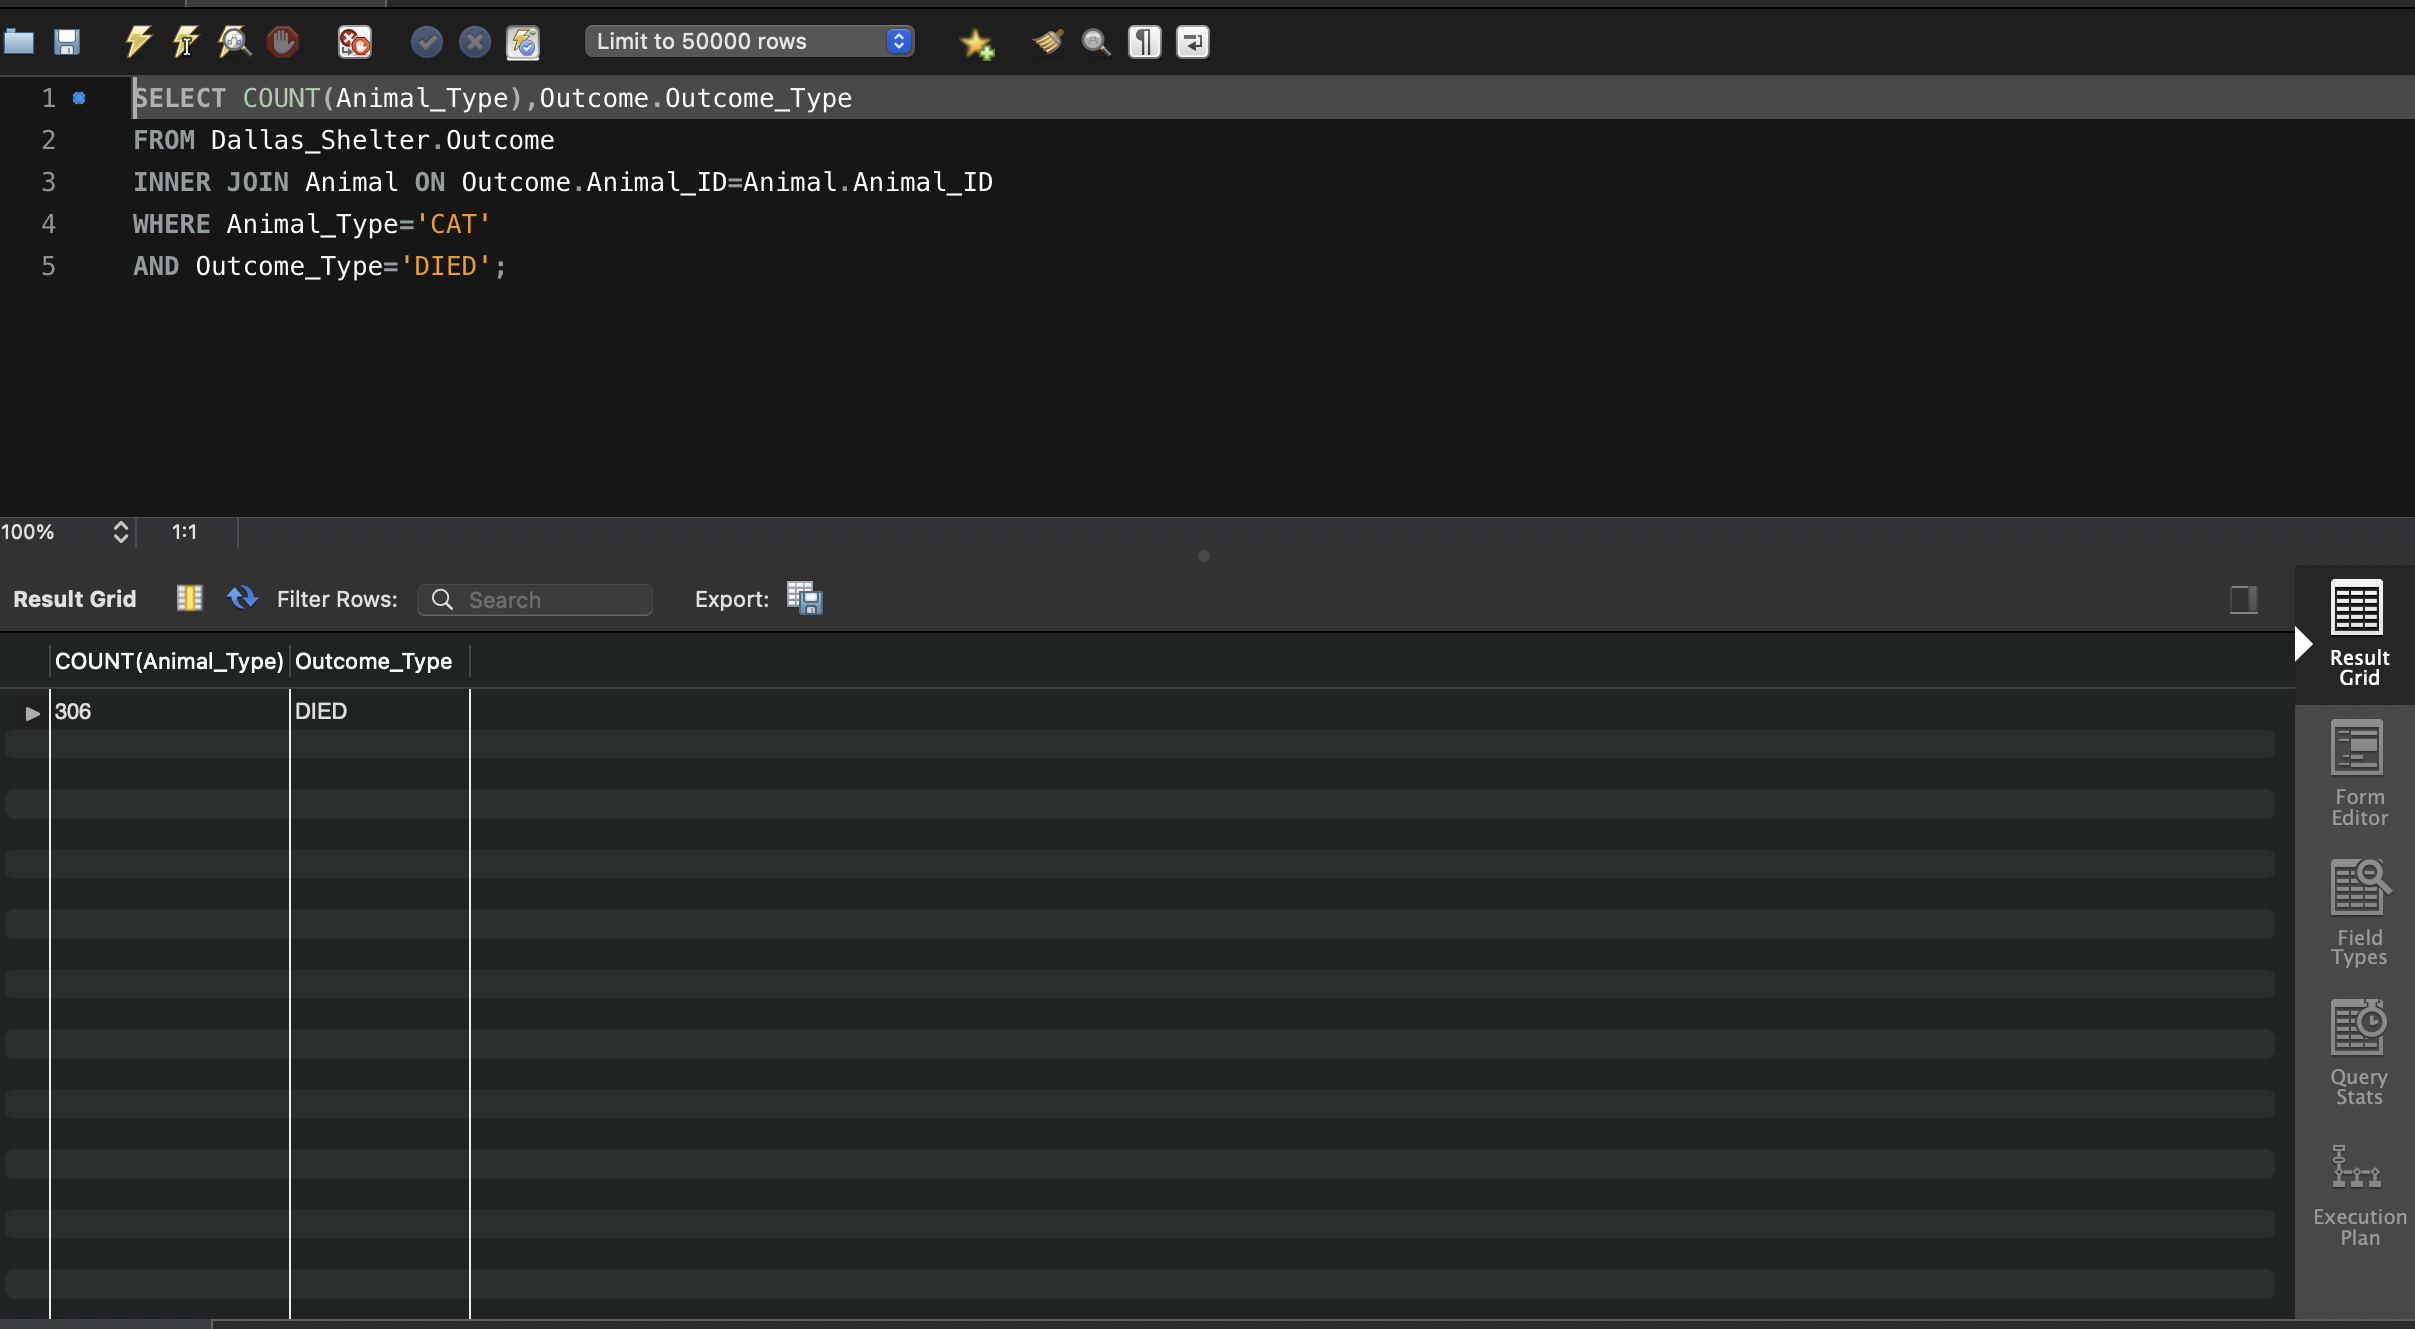 Limit to 50000 rows
1 SELECT COUNT(Animal_Type),Outcome.Outcome_Type
2 FROM Dallas_Shelter.Outcome
3 INNER JOIN Animal ON Outcome.Animal_ID=Animal.Animal_ID
4 WHERE Animal_Type='CAT'
5 AND Outcome_Type='DIED';
100% 1:1
Result Grid Filter Rows: Search Export:
COUNT(Animal_Type) Outcome_Type
306 DIED
Result
Grid
Form
Editor
Field
Types
Query
Stats
Execution
Plan